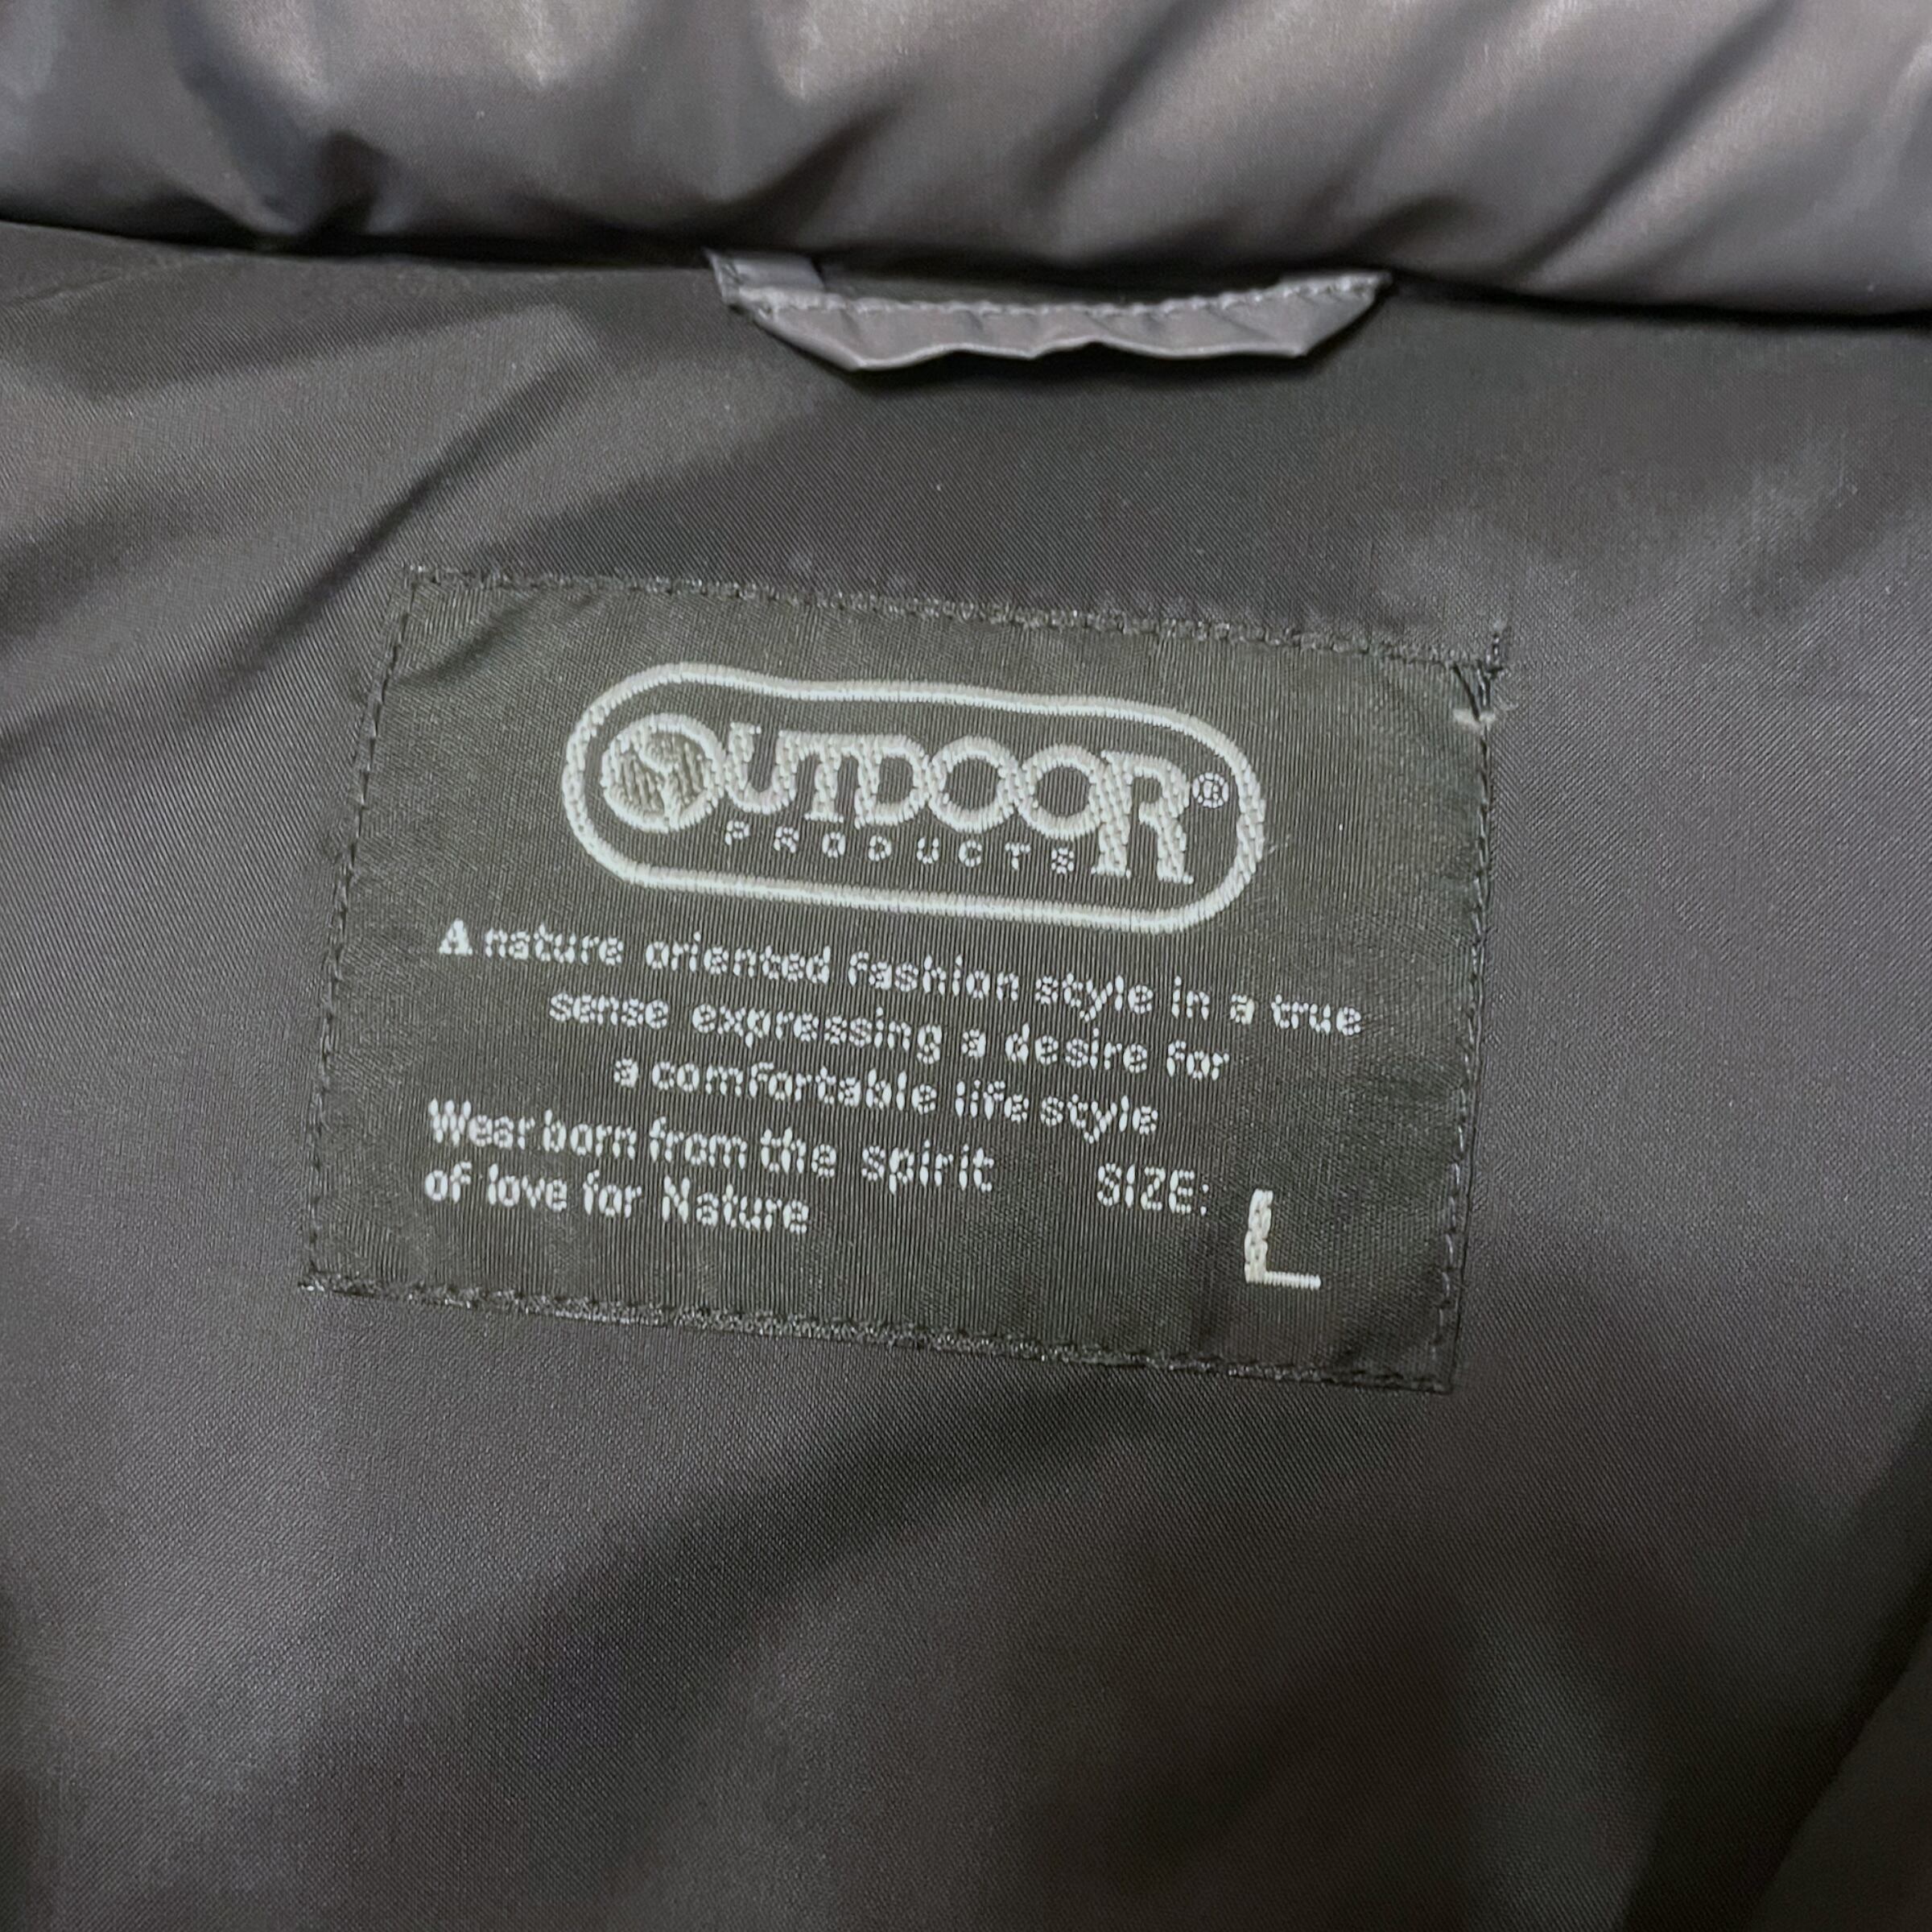 OUTDOOR®
PRODUCTS
A nature oriented fashion style in a true
sense expressing a desire for
a comfortable life style
Wear born from the spirit
of love for Nature
SIZE: L